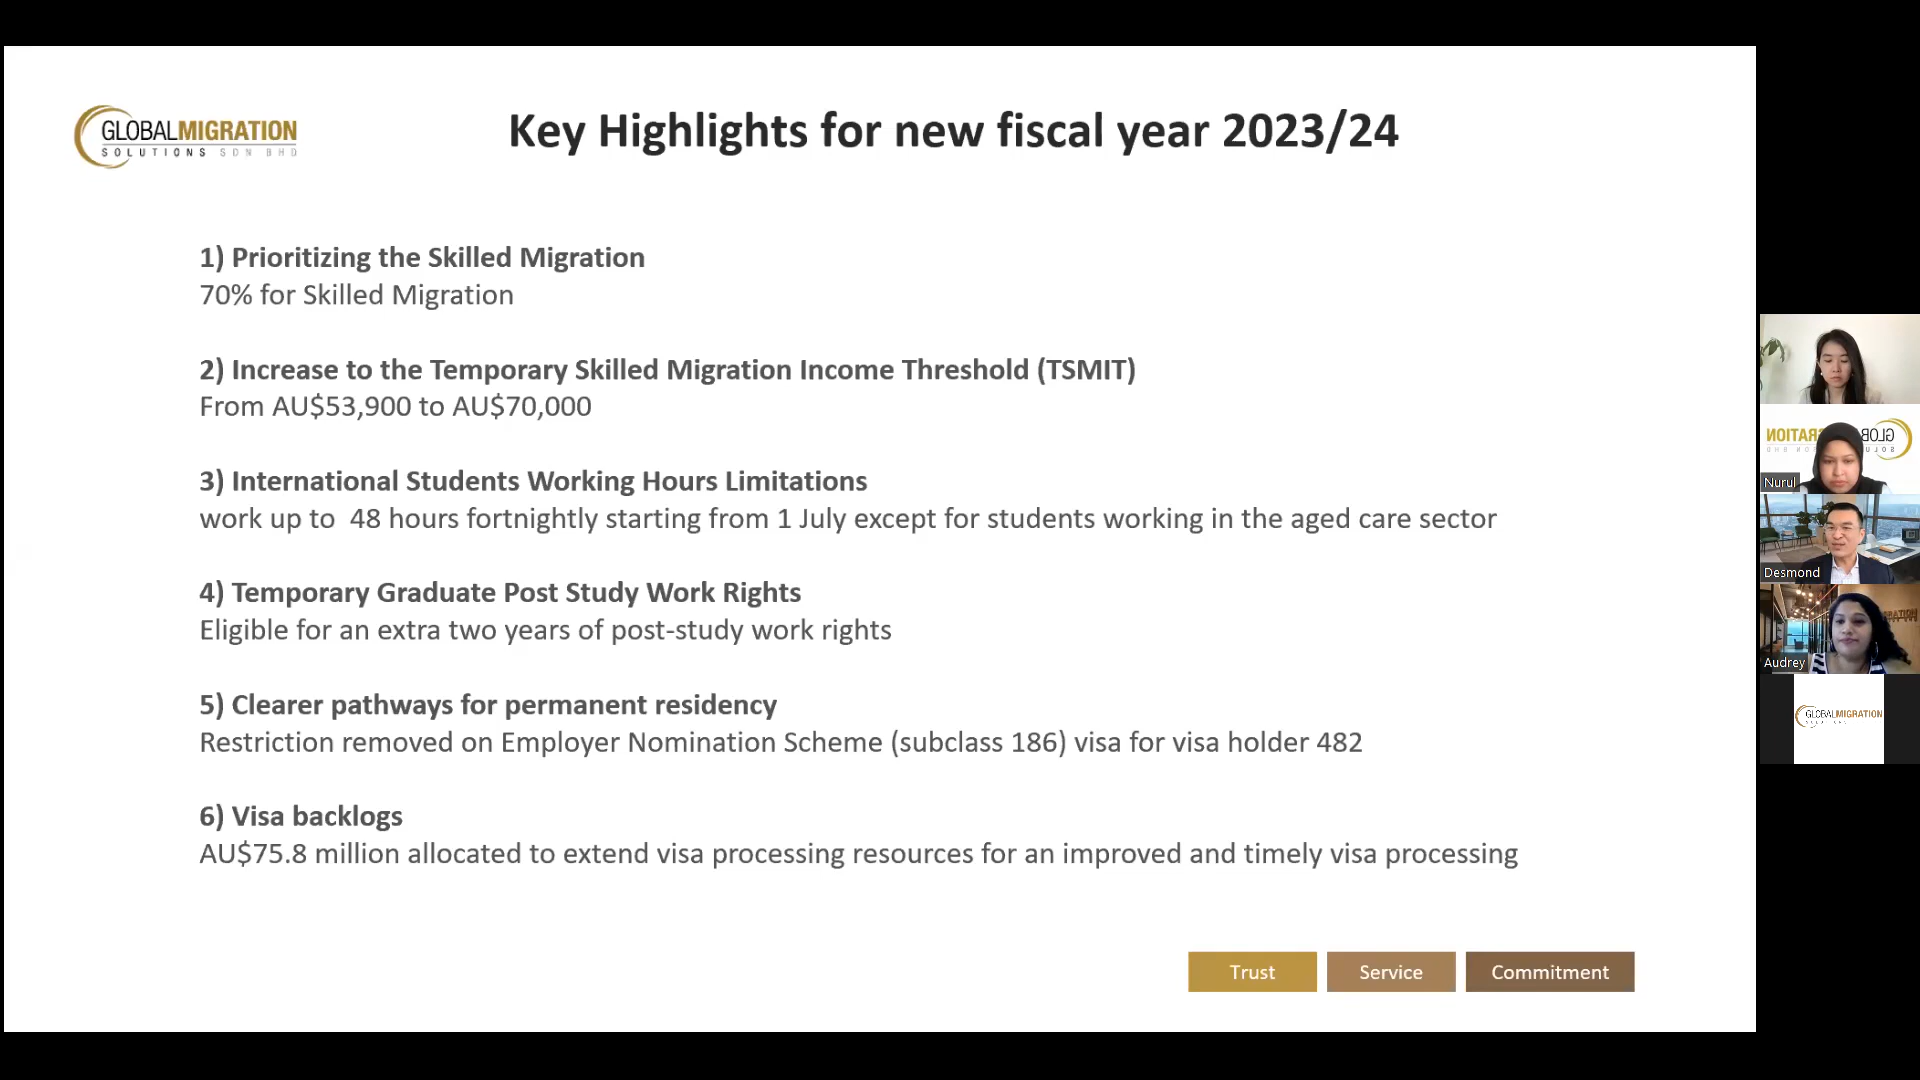 GLOBALMIGRATION
SOLUTIONS SDN BHD
Key Highlights for new fiscal year 2023/24
1) Prioritizing the Skilled Migration
70% for Skilled Migration
2) Increase to the Temporary Skilled Migration Income Threshold (TSMIT)
From AU$53,900 to AU$70,000
3) International Students Working Hours Limitations
work up to  48 hours fortnightly starting from 1 July except for students working in the aged care sector
4) Temporary Graduate Post Study Work Rights
Eligible for an extra two years of post-study work rights
5) Clearer pathways for permanent residency
Restriction removed on Employer Nomination Scheme (subclass 186) visa for visa holder 482
6) Visa backlogs
AU$75.8 million allocated to extend visa processing resources for an improved and timely visa processing
Trust
Service
Commitment
Nurul
Desmond
Audrey
GLOBALMIGRATION